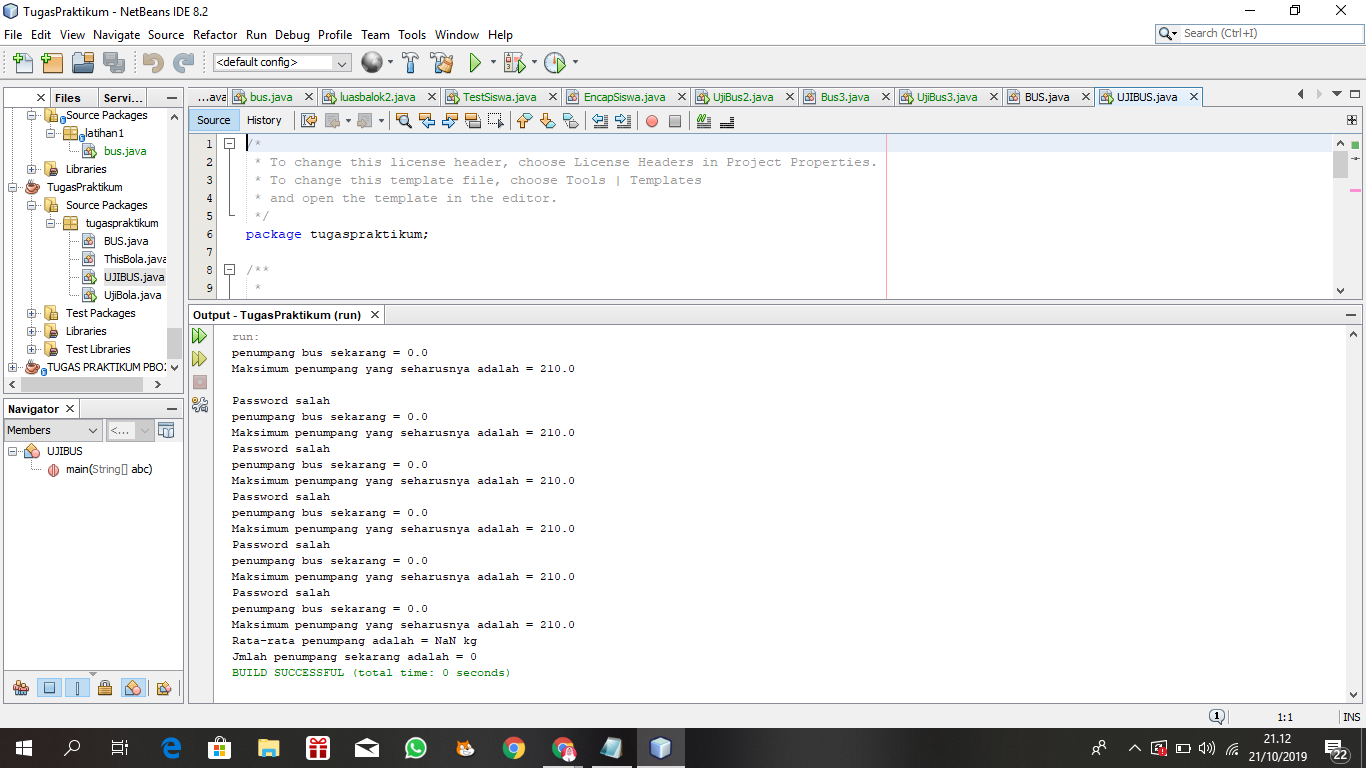 TugasPraktikum - NetBeans IDE 8.2
File Edit View Navigate Source Refactor Run Debug Profile Team Tools Window Help
Search (Ctrl+I)
<default config>
Files Servi...
...ava bus.java luasbalok2.java TestSiswa.java EncapSiswa.java UjiBus2.java Bus3.java UjiBus3.java BUS.java UJIBUS.java
Source History
Source Packages
latihan1
bus.java
Libraries
TugasPraktikum
Source Packages
tugaspraktikum
BUS.java
ThisBola.java
UJIBUS.java
UjiBola.java
Test Packages
Libraries
Test Libraries
TUGAS PRAKTIKUM PBO
1 /*
2 * To change this license header, choose License Headers in Project Properties.
3 * To change this template file, choose Tools | Templates
4 * and open the template in the editor.
5 */
6 package tugaspraktikum;
7
8 /**
9 *
Navigator
Members <...
UJIBUS
main(String[] abc)
Output - TugasPraktikum (run)
run:
penumpang bus sekarang = 0.0
Maksimum penumpang yang seharusnya adalah = 210.0
Password salah
penumpang bus sekarang = 0.0
Maksimum penumpang yang seharusnya adalah = 210.0
Password salah
penumpang bus sekarang = 0.0
Maksimum penumpang yang seharusnya adalah = 210.0
Password salah
penumpang bus sekarang = 0.0
Maksimum penumpang yang seharusnya adalah = 210.0
Password salah
penumpang bus sekarang = 0.0
Maksimum penumpang yang seharusnya adalah = 210.0
Password salah
penumpang bus sekarang = 0.0
Maksimum penumpang yang seharusnya adalah = 210.0
Rata-rata penumpang adalah = NaN kg
Jmlah penumpang sekarang adalah = 0
BUILD SUCCESSFUL (total time: 0 seconds)
1 1:1 INS
21.12
21/10/2019
22